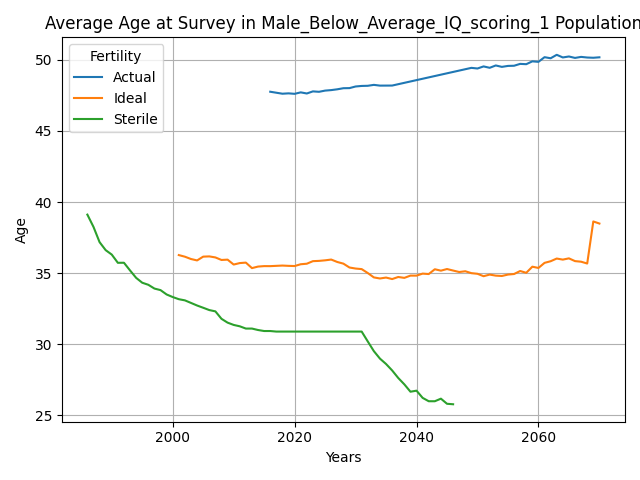 Average Age at Survey in Male_Below_Average_IQ_scoring_1 Population
Fertility
Actual
Ideal
Sterile
50
45
40
35
30
25
Age
2000
2020
2040
2060
Years